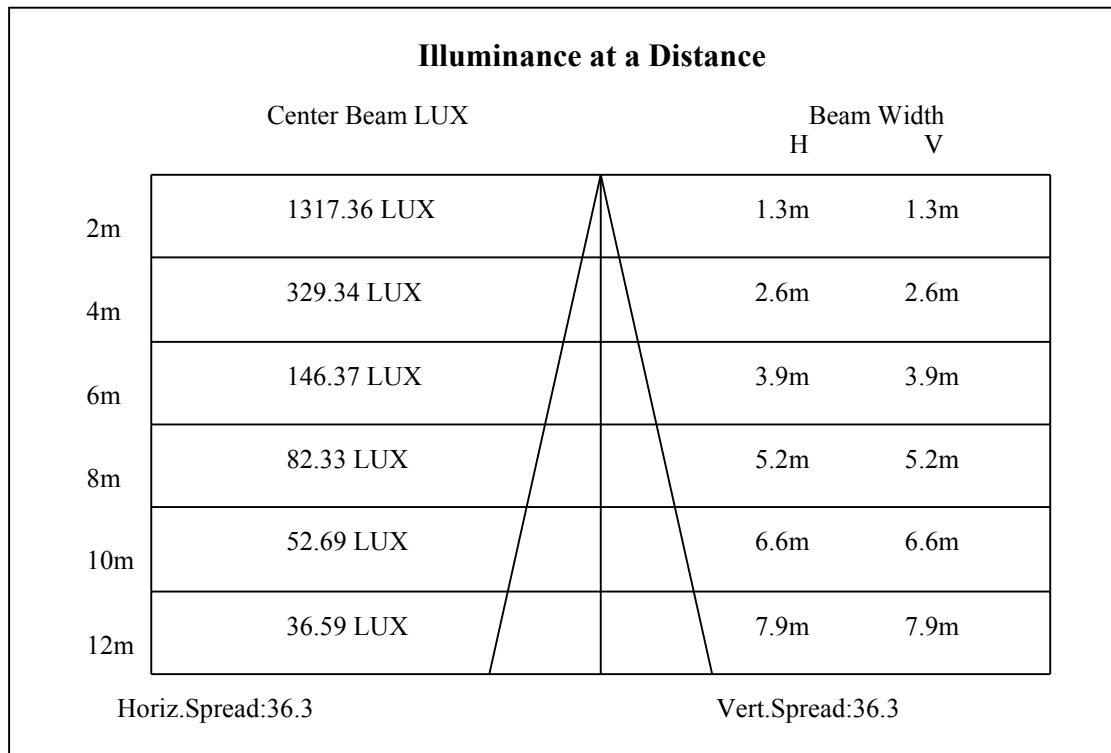 Illuminance at a Distance
Center Beam LUX Beam Width
H V
2m 1317.36 LUX 1.3m 1.3m
4m 329.34 LUX 2.6m 2.6m
6m 146.37 LUX 3.9m 3.9m
8m 82.33 LUX 5.2m 5.2m
10m 52.69 LUX 6.6m 6.6m
12m 36.59 LUX 7.9m 7.9m
Horiz.Spread:36.3 Vert.Spread:36.3